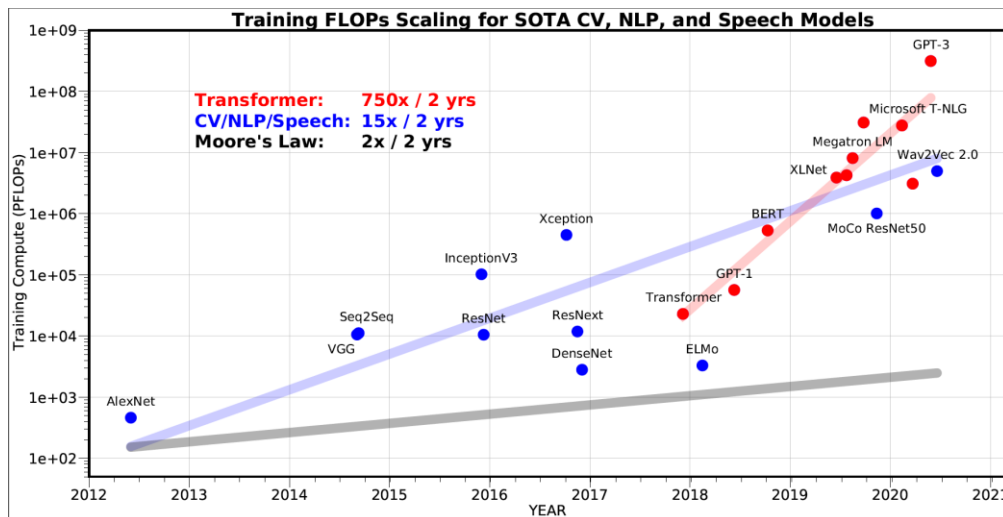 Training FLOPs Scaling for SOTA CV, NLP, and Speech Models
1e+09
1e+08
1e+07
1e+06
1e+05
1e+04
1e+03
1e+02
Training Compute (PFLOPs)
Transformer: 750x / 2 yrs
CV/NLP/Speech: 15x / 2 yrs
Moore's Law: 2x / 2 yrs
GPT-3
Microsoft T-NLG
Megatron LM
Wav2Vec 2.0
XLNet
BERT
MoCo ResNet50
Xception
InceptionV3
GPT-1
Transformer
Seq2Seq
VGG
ResNet
ResNext
DenseNet
ELMo
AlexNet
2012 2013 2014 2015 2016 2017 2018 2019 2020 2021
YEAR